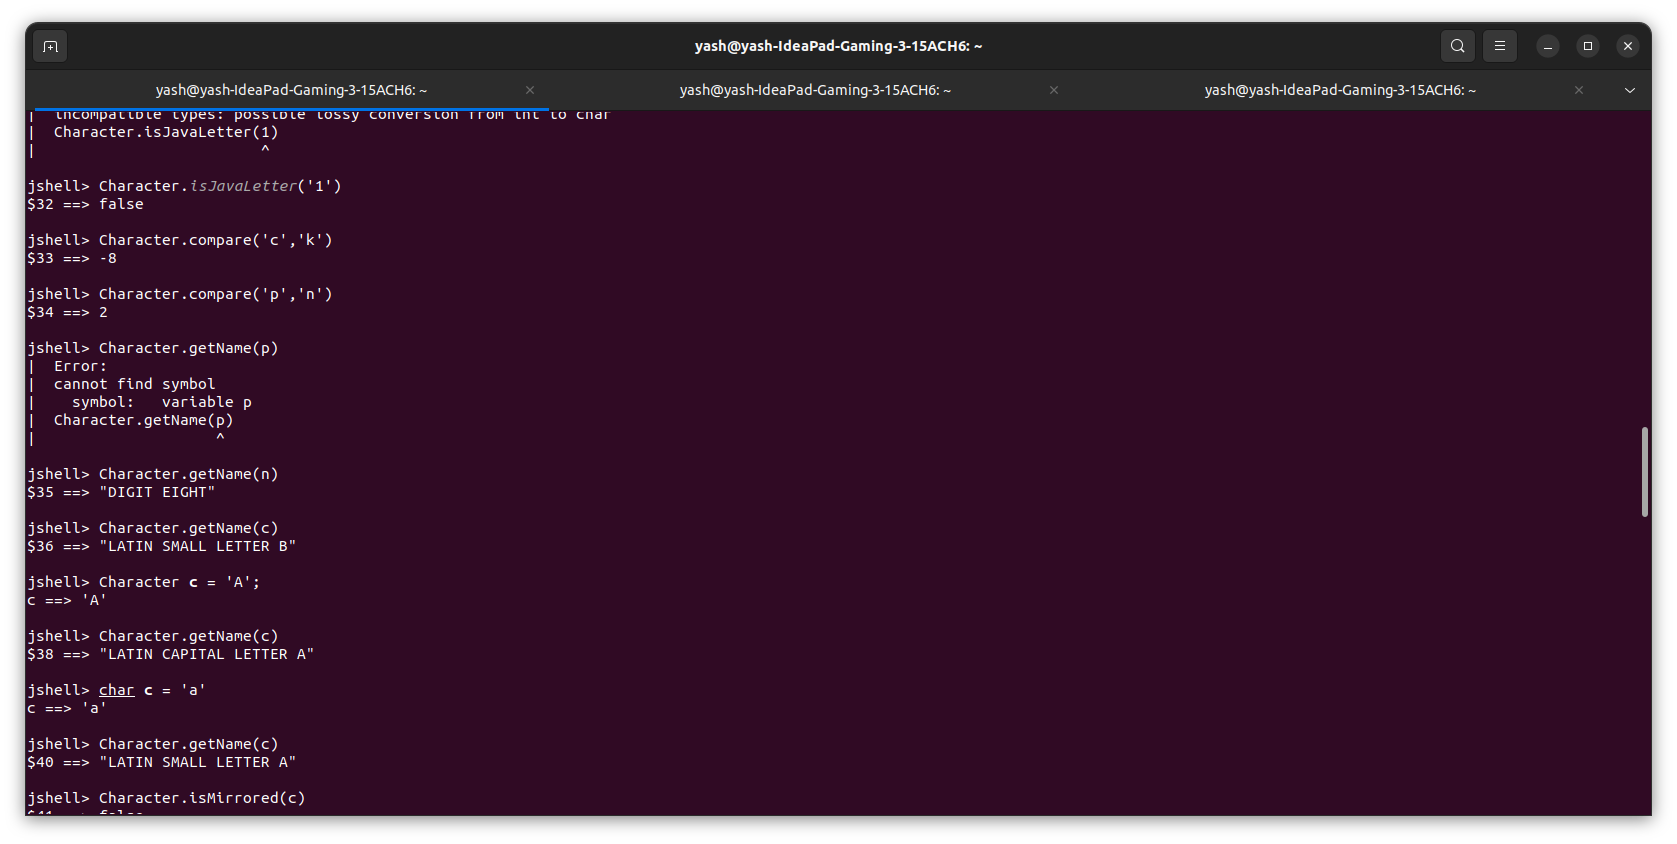 yash@yash-IdeaPad-Gaming-3-15ACH6: ~
yash@yash-IdeaPad-Gaming-3-15ACH6: ~ × yash@yash-IdeaPad-Gaming-3-15ACH6: ~ × yash@yash-IdeaPad-Gaming-3-15ACH6: ~ ×
|  incompatible types: possible lossy conversion from int to char
|  Character.isJavaLetter(1)
|                         ^
jshell> Character.isJavaLetter('1')
$32 ==> false
jshell> Character.compare('c','k')
$33 ==> -8
jshell> Character.compare('p','n')
$34 ==> 2
jshell> Character.getName(p)
|  Error:
|  cannot find symbol
|    symbol:   variable p
|  Character.getName(p)
|                    ^
jshell> Character.getName(n)
$35 ==> "DIGIT EIGHT"
jshell> Character.getName(c)
$36 ==> "LATIN SMALL LETTER B"
jshell> Character c = 'A';
c ==> 'A'
jshell> Character.getName(c)
$38 ==> "LATIN CAPITAL LETTER A"
jshell> char c = 'a'
c ==> 'a'
jshell> Character.getName(c)
$40 ==> "LATIN SMALL LETTER A"
jshell> Character.isMirrored(c)
$41 ==> false